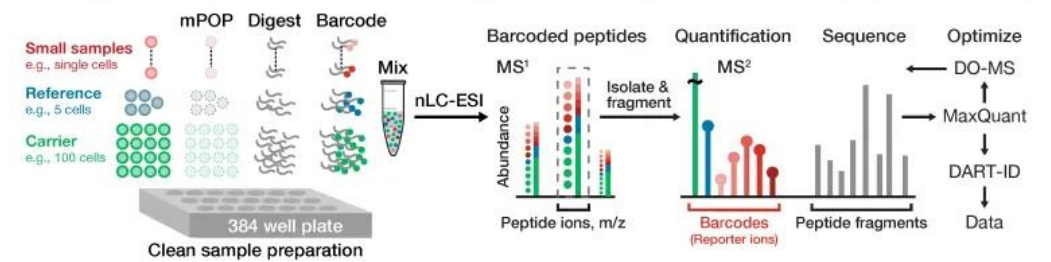 mPOP
Digest
Barcode
Small samples
e.g., single cells
Reference
e.g., 5 cells
Carrier
e.g., 100 cells
384 well plate
Clean sample preparation
Mix
nLC-ESI
Barcoded peptides
MS¹
Abundance
Peptide ions, m/z
Isolate &
fragment
Quantification
MS²
Barcodes
(Reporter ions)
Sequence
Peptide fragments
Optimize
DO-MS
MaxQuant
DART-ID
Data